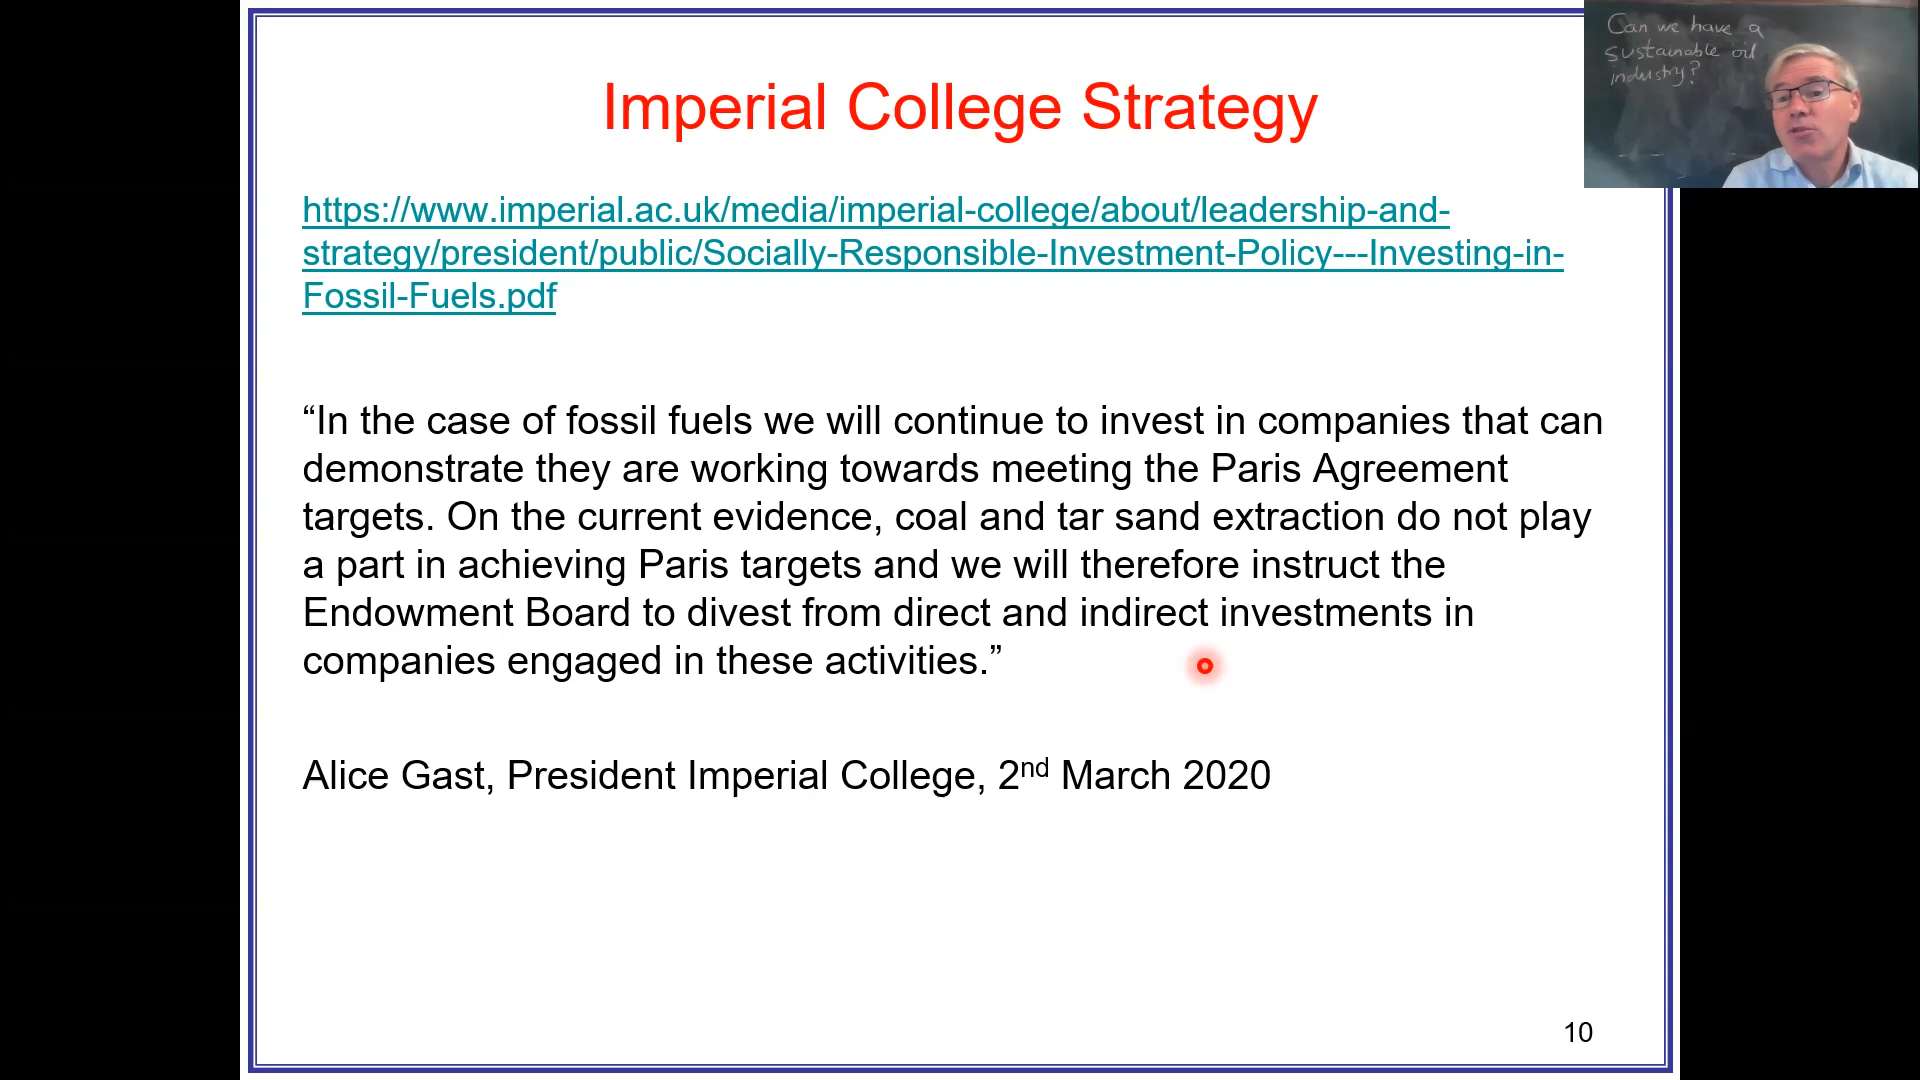 Imperial College Strategy
Can we have a
sustainable oil
industry?
https://www.imperial.ac.uk/media/imperial-college/about/leadership-and-
strategy/president/public/Socially-Responsible-Investment-Policy---Investing-in-
Fossil-Fuels.pdf
“In the case of fossil fuels we will continue to invest in companies that can
demonstrate they are working towards meeting the Paris Agreement
targets. On the current evidence, coal and tar sand extraction do not play
a part in achieving Paris targets and we will therefore instruct the
Endowment Board to divest from direct and indirect investments in
companies engaged in these activities.”
Alice Gast, President Imperial College, 2nd March 2020
10